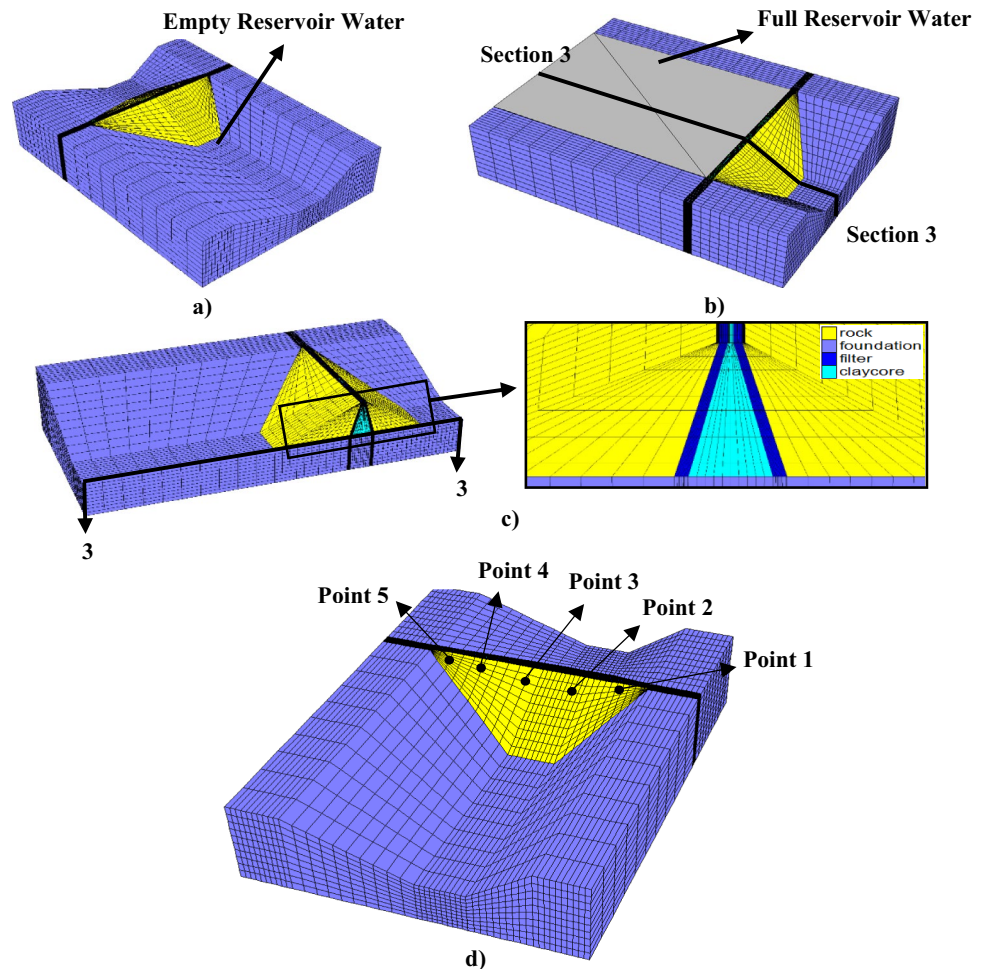 Empty Reservoir Water
a)
Full Reservoir Water
Section 3
Section 3
b)
rock
foundation
filter
claycore
3
3
c)
Point 5
Point 4
Point 3
Point 2
Point 1
d)